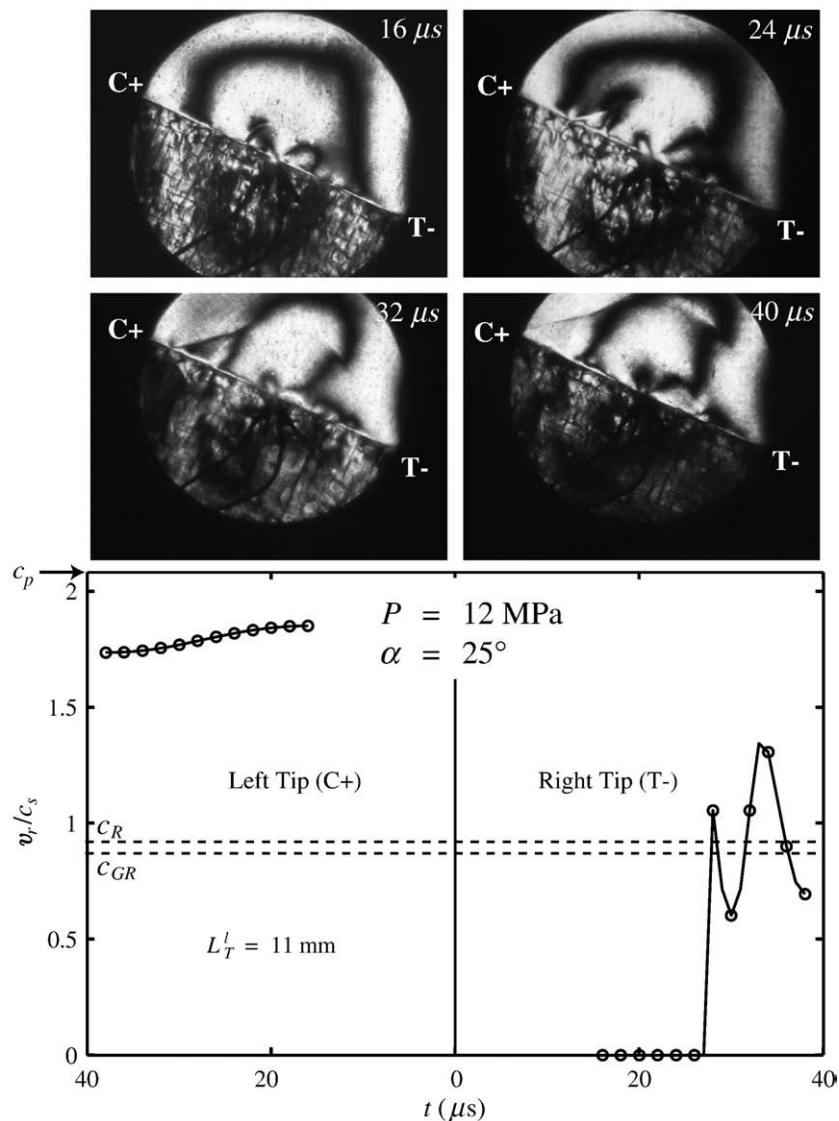 16 μs
24 μs
C+
C+
T-
T-
32 μs
40 μs
C+
C+
T-
T-
c_p
2
1.5
1
0.5
0
v_r/c_s
P = 12 MPa
α = 25°
Left Tip (C+)
Right Tip (T-)
c_R
c_GR
L_T^l = 11 mm
40
20
0
20
40
t (μs)